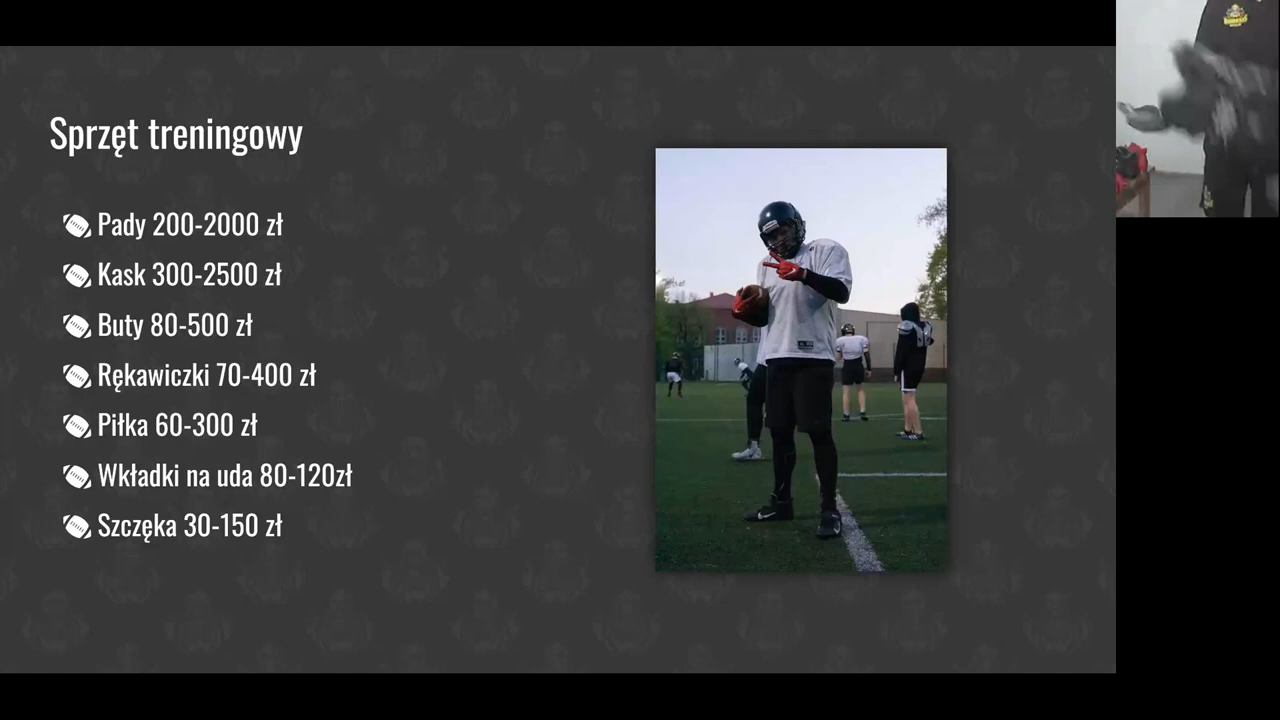 Sprzęt treningowy
Pady 200-2000 zł
Kask 300-2500 zł
Buty 80-500 zł
Rękawiczki 70-400 zł
Piłka 60-300 zł
Wkładki na uda 80-120zł
Szczęka 30-150 zł